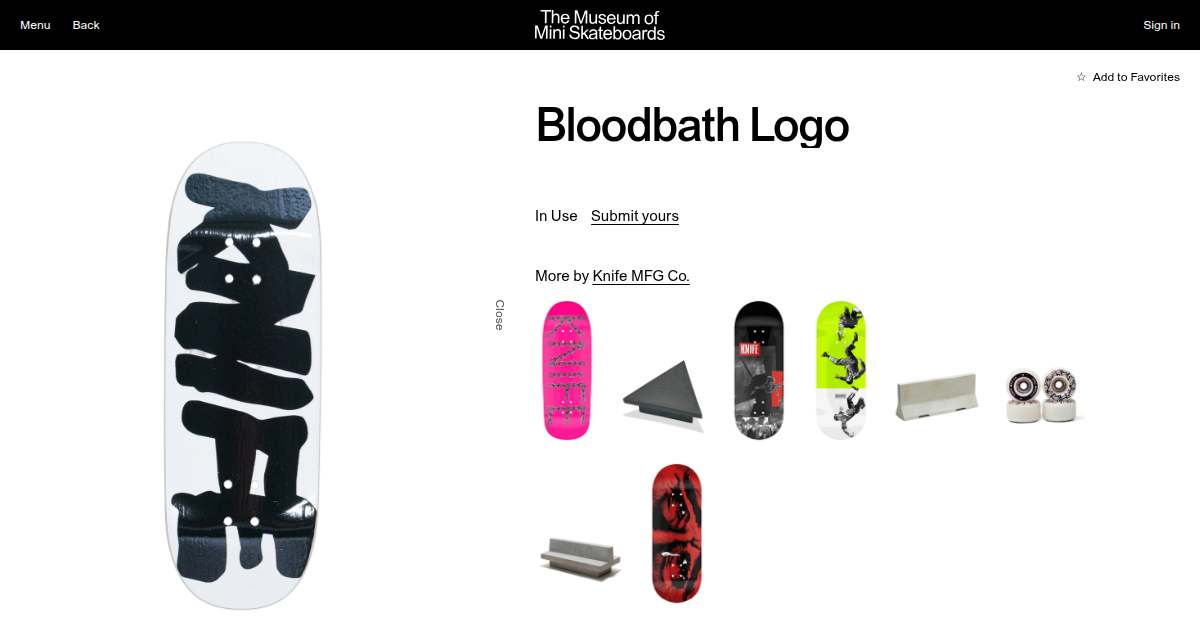 Menu
Back
The Museum of
Mini Skateboards
Sign in
☆ Add to Favorites
Bloodbath Logo
KNIFE
In Use
Submit yours
More by Knife MFG Co.
Close
KNIFE
KNIFE